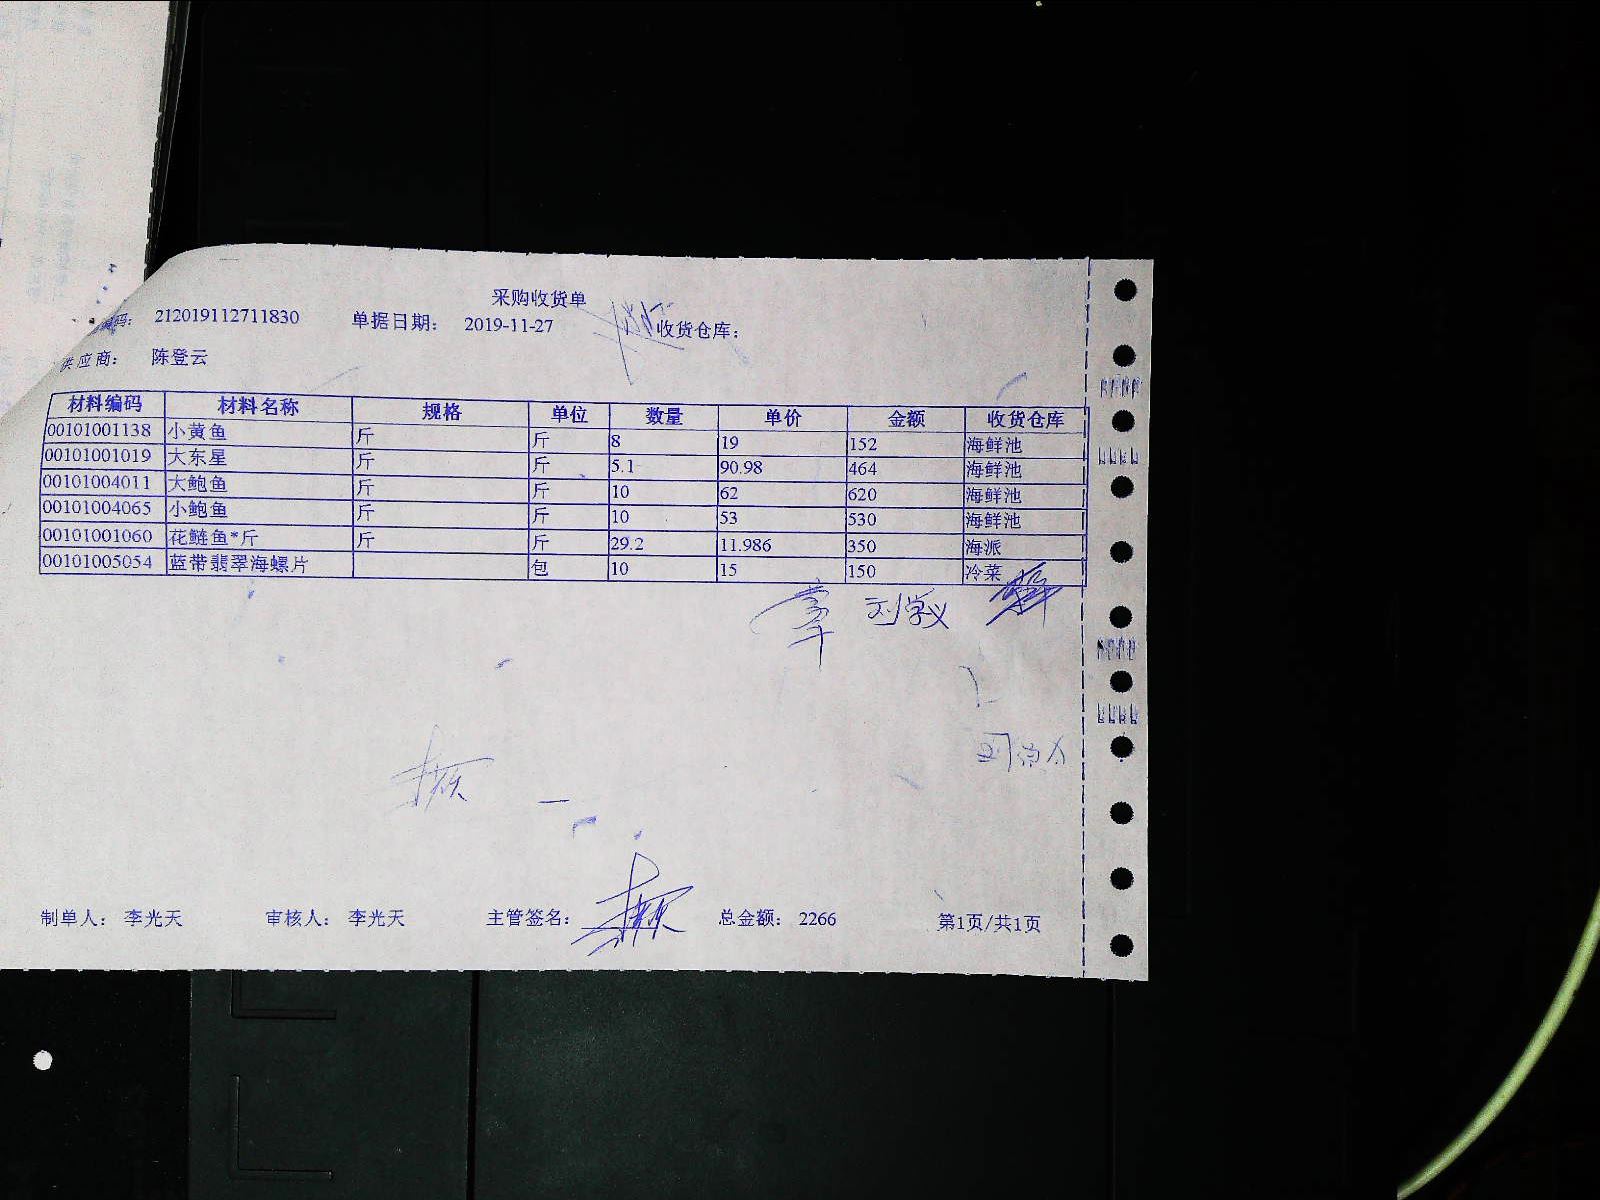 采购收货单
码： 212019112711830 单据日期： 2019-11-27 收货仓库：
供应商： 陈登云
材料编码 材料名称 规格 单位 数量 单价 金额 收货仓库
00101001138 小黄鱼 斤 斤 8 19 152 海鲜池
00101001019 大东星 斤 斤 5.1 90.98 464 海鲜池
00101004011 大鲍鱼 斤 斤 10 62 620 海鲜池
00101004065 小鲍鱼 斤 斤 10 53 530 海鲜池
00101001060 花鲢鱼*斤 斤 斤 29.2 11.986 350 海派
00101005054 蓝带翡翠海螺片 包 10 15 150 冷菜
刘学义
制单人： 李光天 审核人： 李光天 主管签名： 总金额： 2266 第1页/共1页